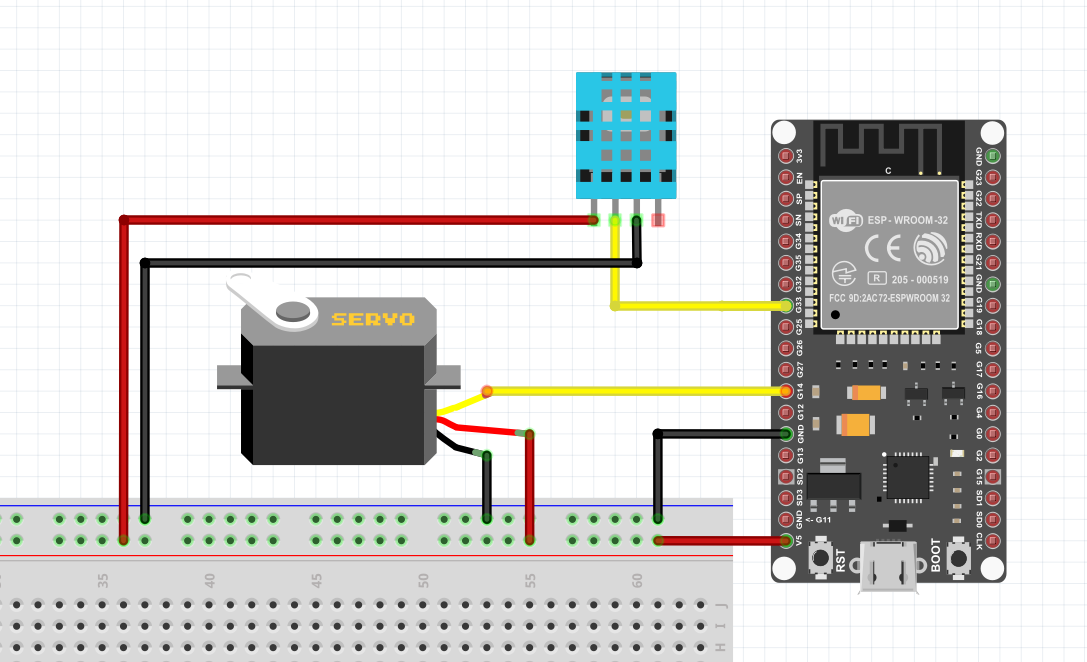 SERVO
C
WiFi
ESP - WROOM -32
CE
R
205 - 000519
FCC 9D:2AC72-ESPWROOM 32
3v3
EN
SP
SN
G34
G35
G32
G33
G25
G26
G27
G14
G12
GND
G13
SD2
SD3
GND
<- G11
V5
GND
G23
G22
TXD
RXD
G21
GND
G19
G18
G5
G17
G16
G4
G0
G2
G15
SD1
SD0
CLK
RST
BOOT
35
40
45
50
55
60
J
I
H